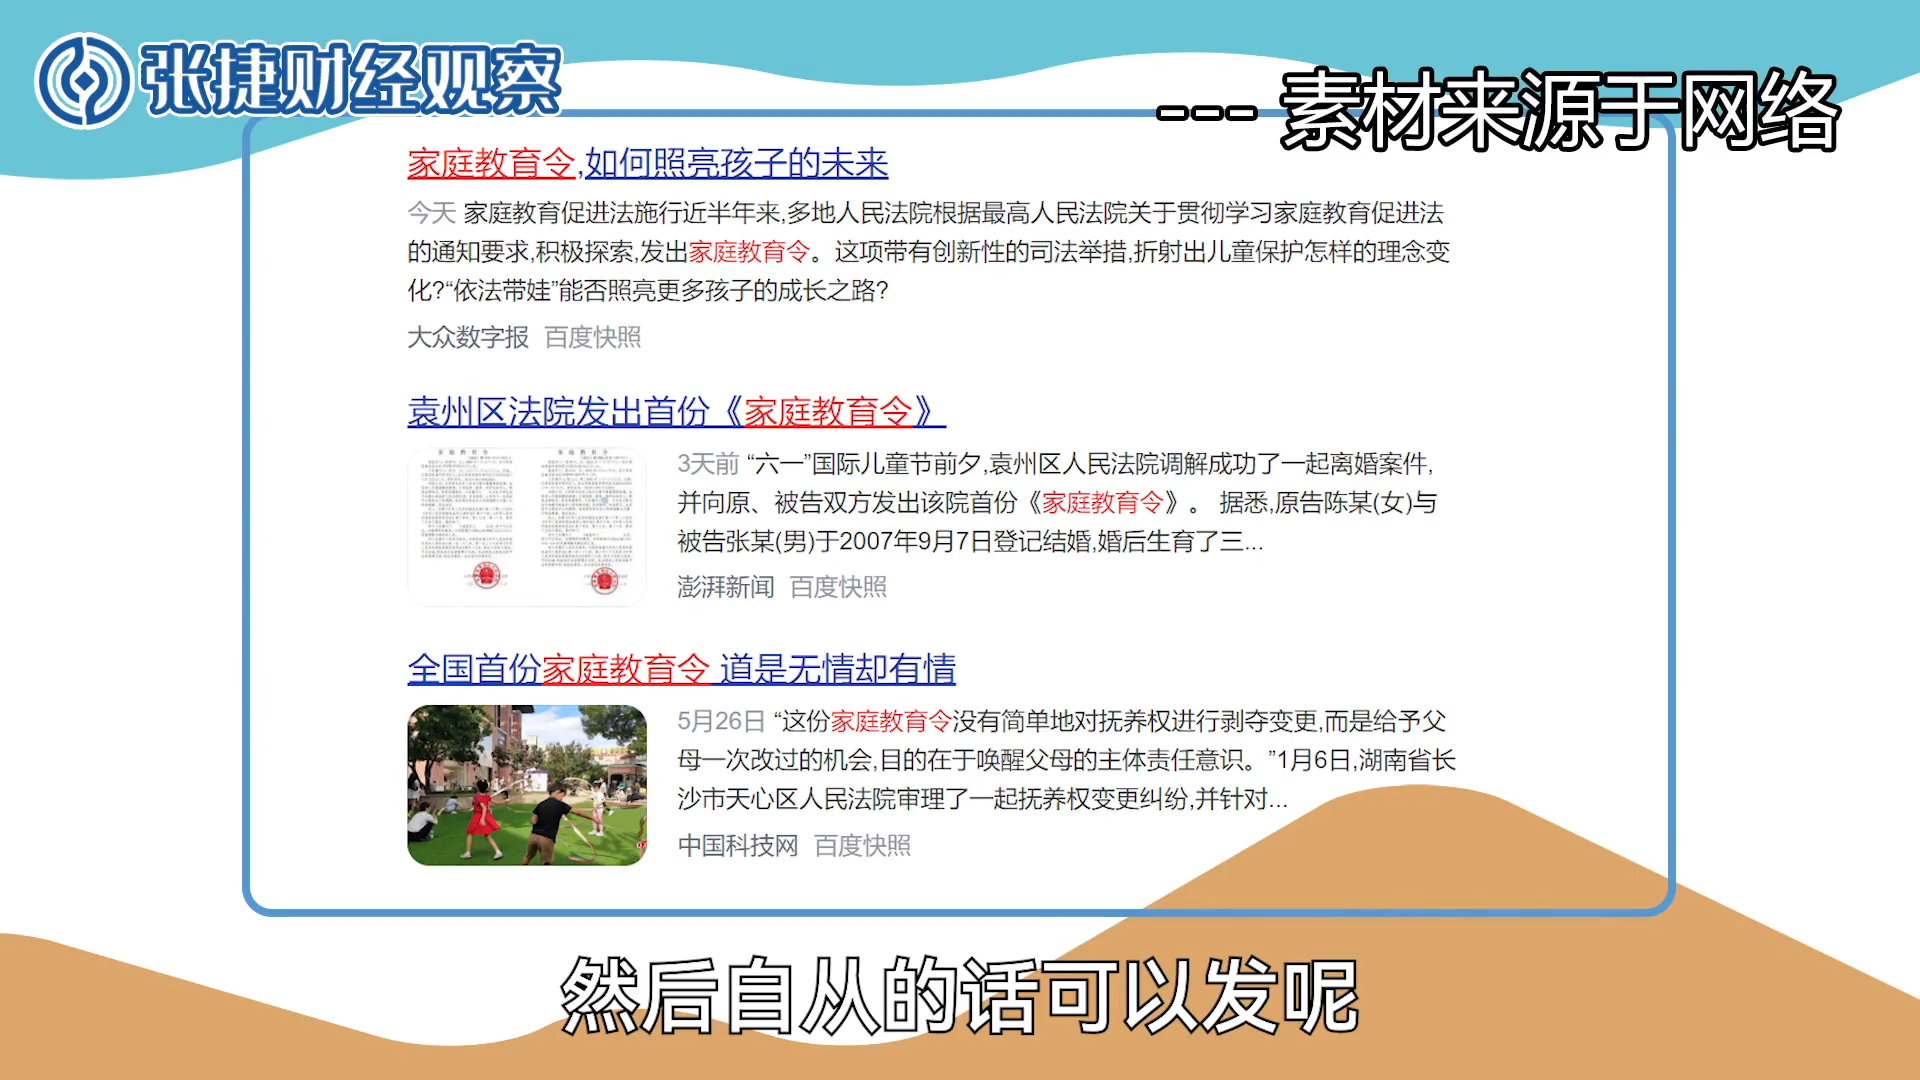 张捷财经观察
--- 素材来源于网络
家庭教育令,如何照亮孩子的未来
今天 家庭教育促进法施行近半年来,多地人民法院根据最高人民法院关于贯彻学习家庭教育促进法
的通知要求,积极探索,发出家庭教育令。这项带有创新性的司法举措,折射出儿童保护怎样的理念变
化?“依法带娃”能否照亮更多孩子的成长之路?
大众数字报 百度快照
袁州区法院发出首份《家庭教育令》
3天前 “六一”国际儿童节前夕,袁州区人民法院调解成功了一起离婚案件,
并向原、被告双方发出该院首份《家庭教育令》。 据悉,原告陈某(女)与
被告张某(男)于2007年9月7日登记结婚,婚后生育了三...
澎湃新闻 百度快照
全国首份家庭教育令 道是无情却有情
5月26日 “这份家庭教育令没有简单地对抚养权进行剥夺变更,而是给予父
母一次改过的机会,目的在于唤醒父母的主体责任意识。”1月6日,湖南省长
沙市天心区人民法院审理了一起抚养权变更纠纷,并针对...
中国科技网 百度快照
然后自从的话可以发呢